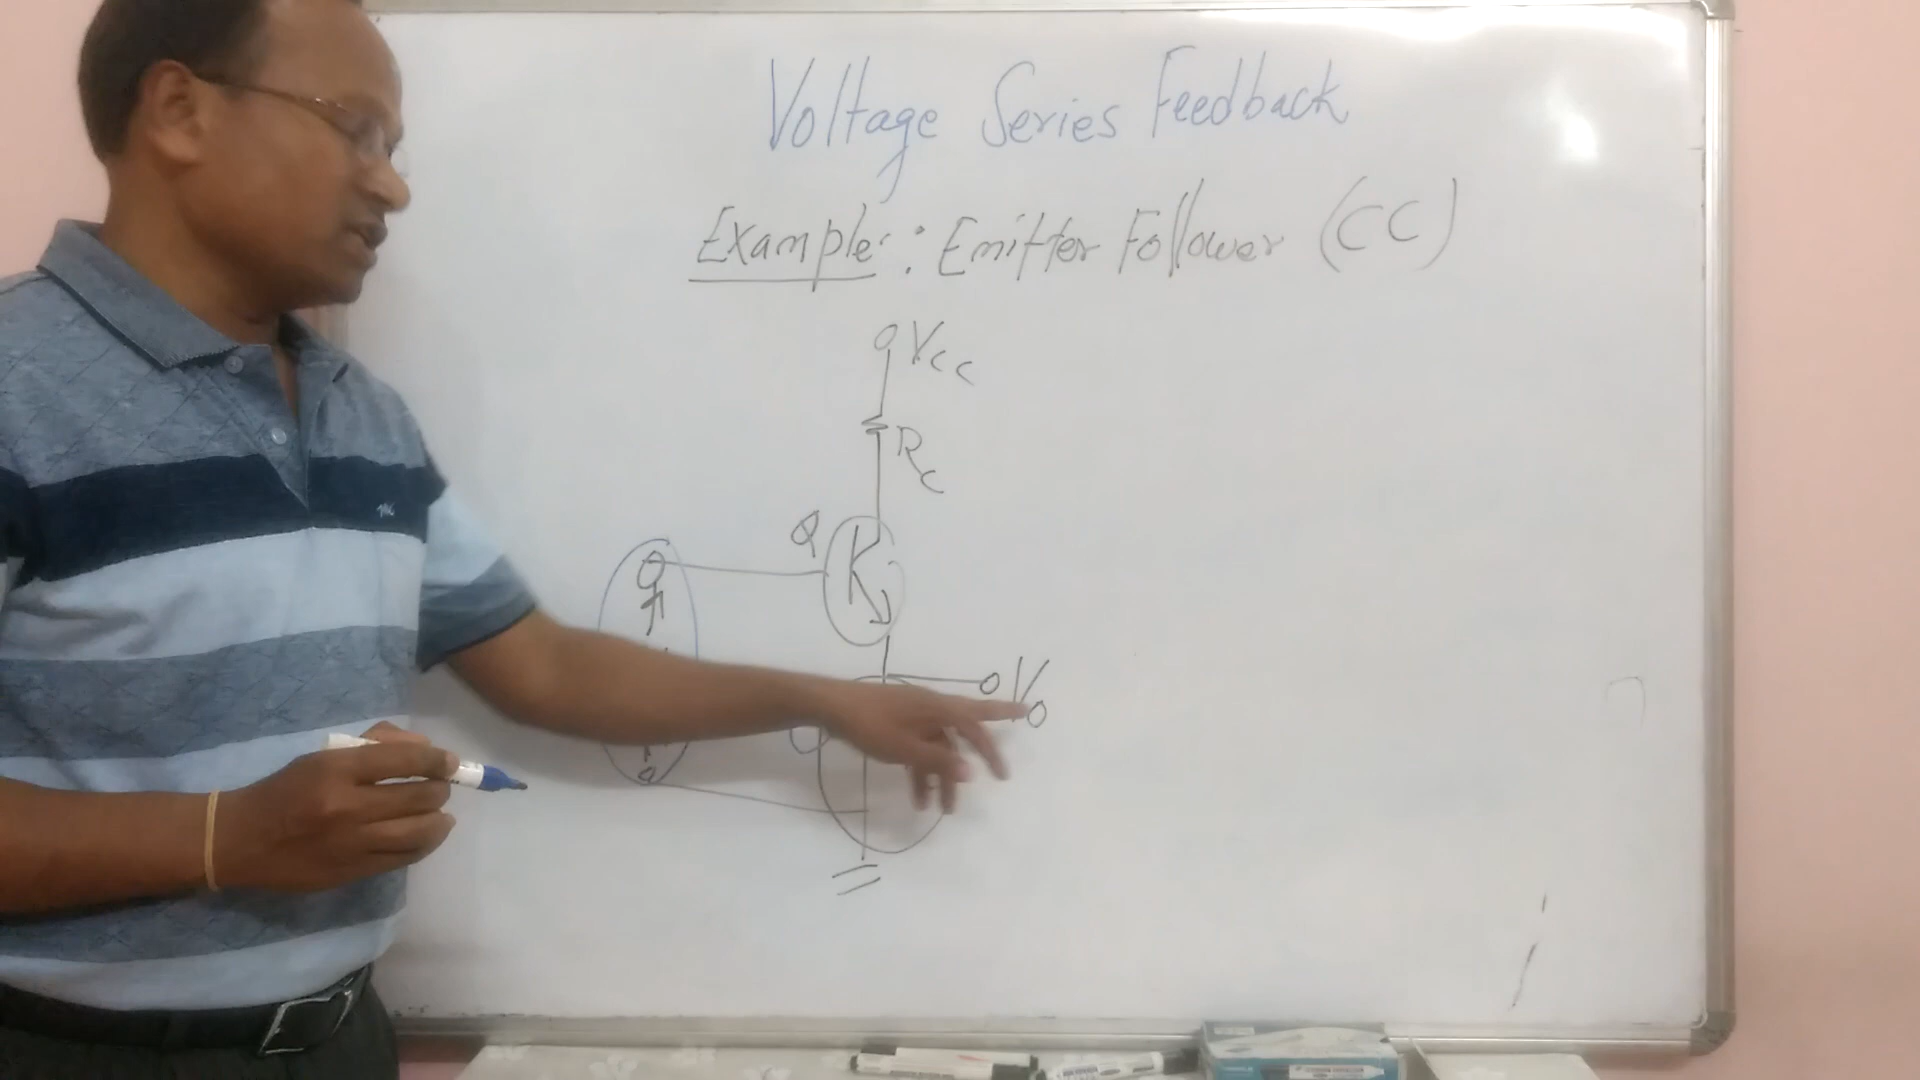 Voltage Series Feedback
Example: Emitter Follower (CC)
VCC
RC
Q
Vo